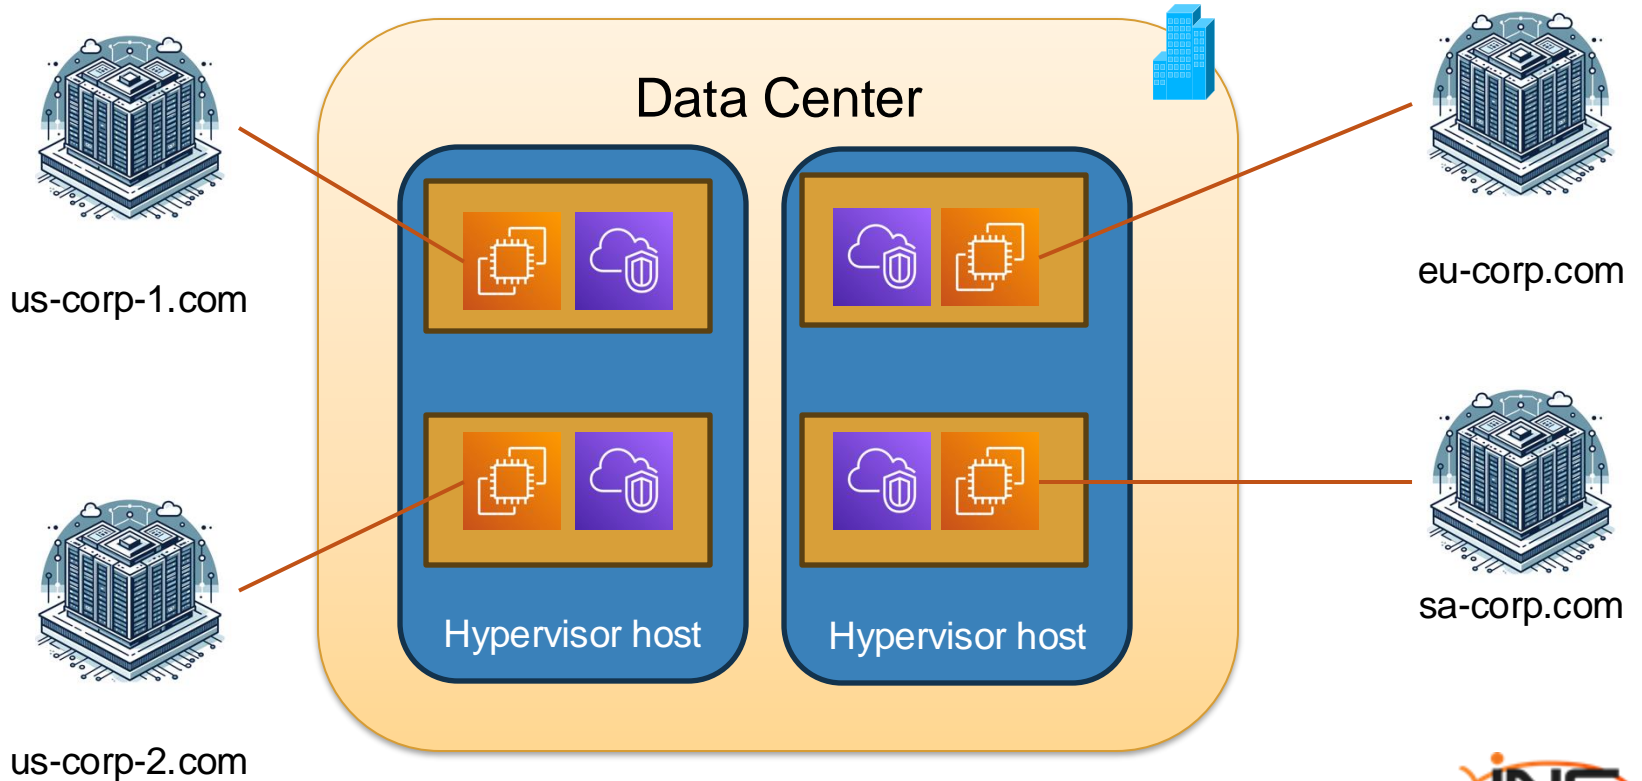 Data Center
us-corp-1.com
eu-corp.com
Hypervisor host
Hypervisor host
sa-corp.com
us-corp-2.com